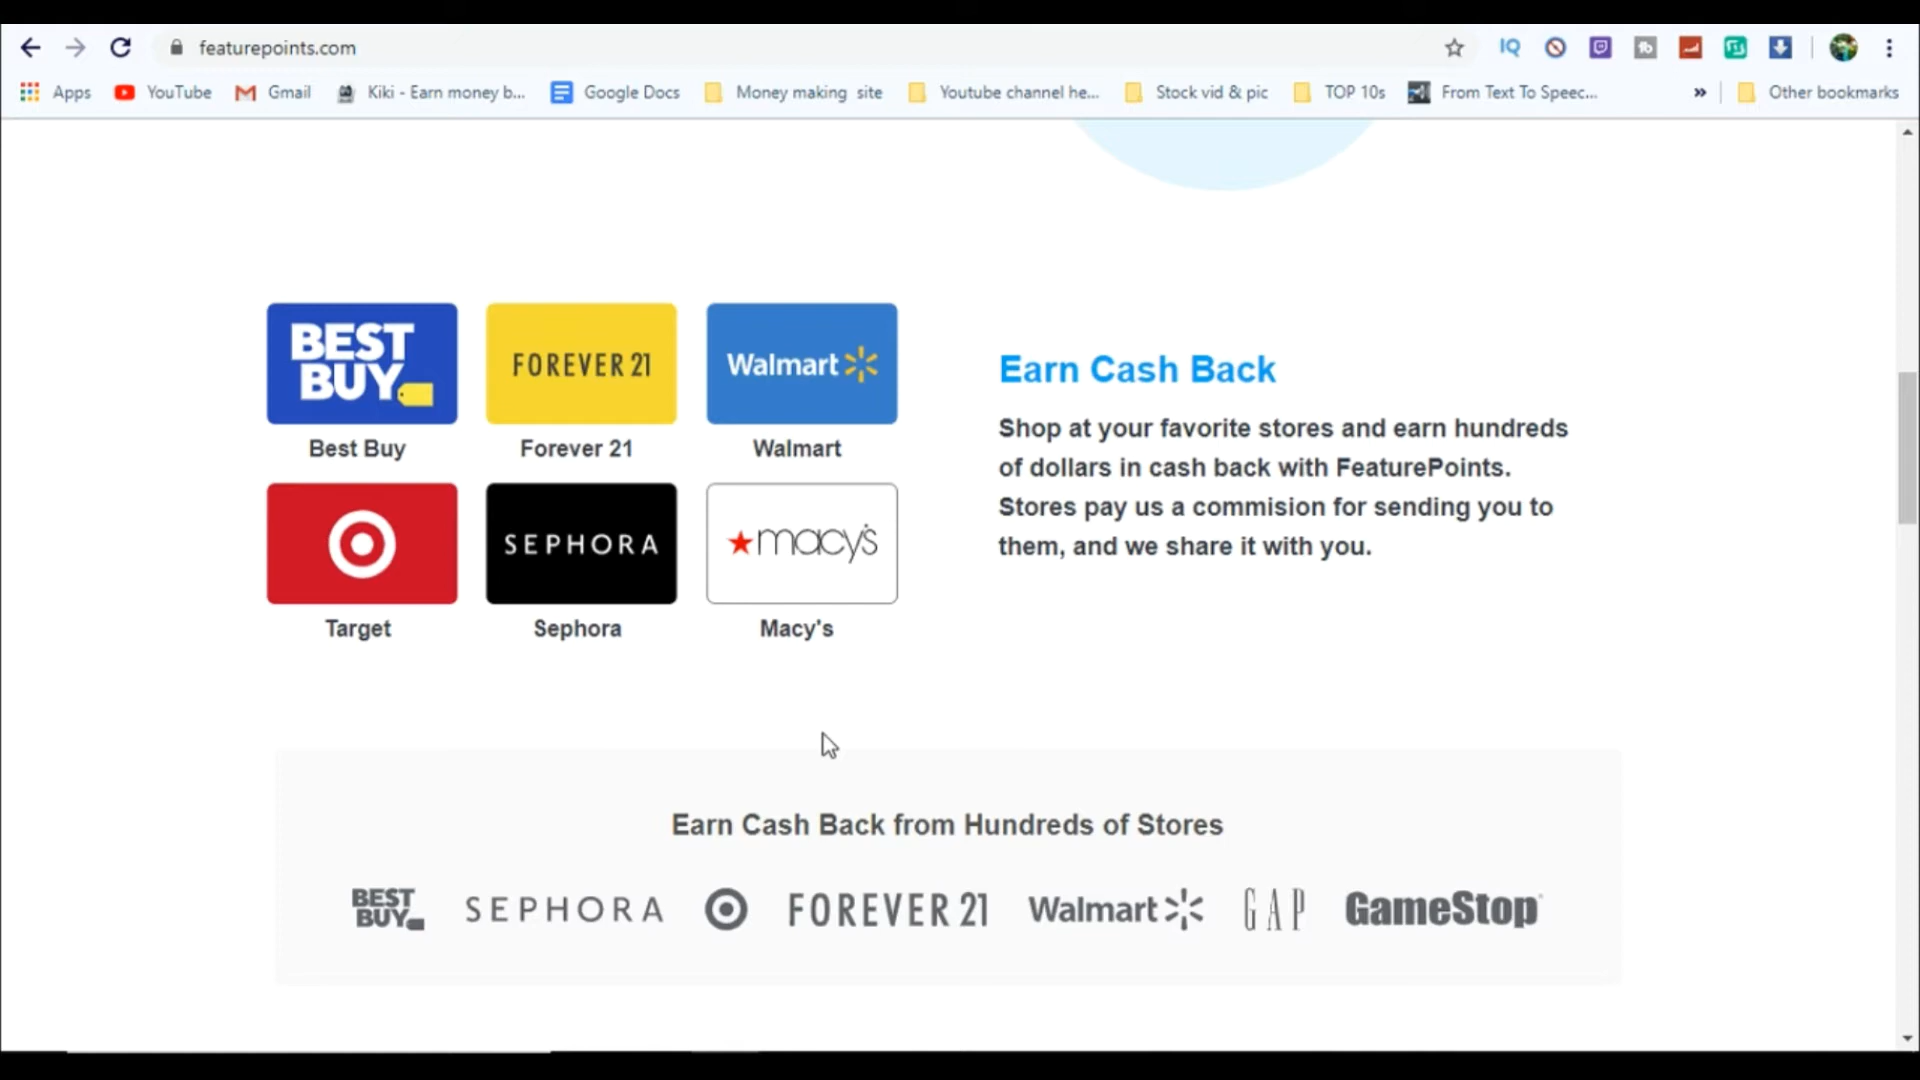 featurepoints.com
IQ
Apps
YouTube
Gmail
Kiki - Earn money b...
Google Docs
Money making site
Youtube channel he...
Stock vid & pic
TOP 10s
From Text To Speec...
»
Other bookmarks
BEST
BUY
FOREVER 21
Walmart
Best Buy
Forever 21
Walmart
SEPHORA
macy's
Target
Sephora
Macy's
Earn Cash Back
Shop at your favorite stores and earn hundreds
of dollars in cash back with FeaturePoints.
Stores pay us a commision for sending you to
them, and we share it with you.
Earn Cash Back from Hundreds of Stores
BEST
BUY
SEPHORA
FOREVER 21
Walmart
GAP
GameStop